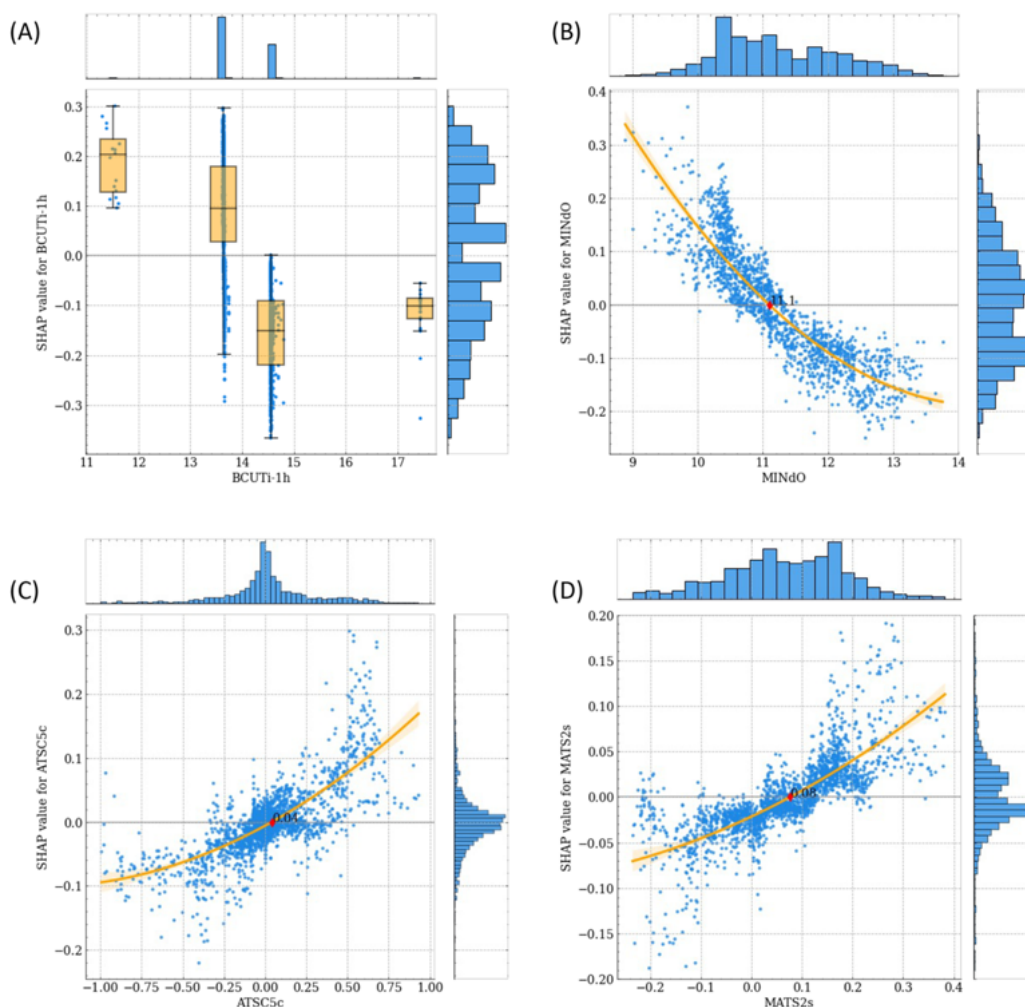 (A)
0.3
0.2
0.1
0.0
−0.1
−0.2
−0.3
SHAP value for BCUTi-1h
11 12 13 14 15 16 17
BCUTi-1h
(B)
0.4
0.3
0.2
0.1
0.0
−0.1
−0.2
SHAP value for MINdO
11.1
9 10 11 12 13 14
MINdO
(C)
0.3
0.2
0.1
0.0
−0.1
−0.2
SHAP value for ATSC5c
0.04
−1.00 −0.75 −0.50 −0.25 0.00 0.25 0.50 0.75 1.00
ATSC5c
(D)
0.20
0.15
0.10
0.05
0.00
−0.05
−0.10
−0.15
−0.20
SHAP value for MATS2s
0.08
−0.2 −0.1 0.0 0.1 0.2 0.3 0.4
MATS2s